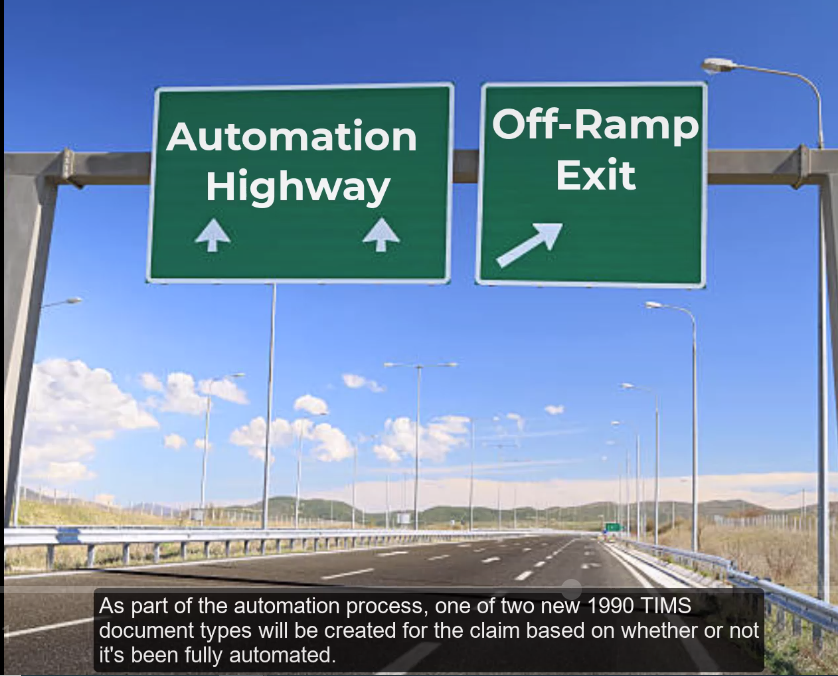 Automation
Highway
Off-Ramp
Exit
As part of the automation process, one of two new 1990 TIMS
document types will be created for the claim based on whether or not
it's been fully automated.